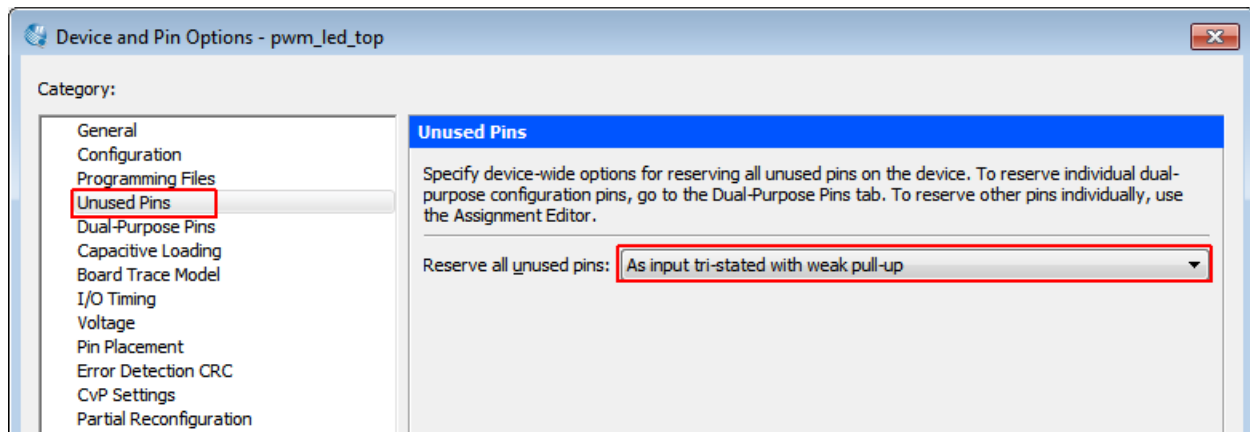 Device and Pin Options - pwm_led_top
Category:
General
Configuration
Programming Files
Unused Pins
Dual-Purpose Pins
Capacitive Loading
Board Trace Model
I/O Timing
Voltage
Pin Placement
Error Detection CRC
CvP Settings
Partial Reconfiguration
Unused Pins
Specify device-wide options for reserving all unused pins on the device. To reserve individual dual-
purpose configuration pins, go to the Dual-Purpose Pins tab. To reserve other pins individually, use
the Assignment Editor.
Reserve all unused pins: As input tri-stated with weak pull-up